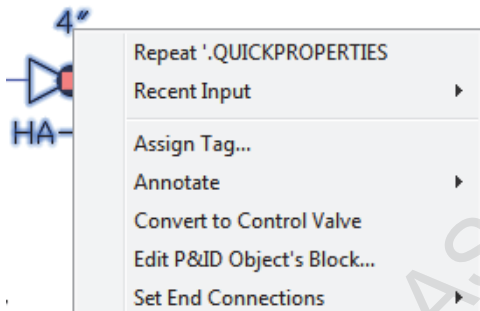 4"
Repeat '.QUICKPROPERTIES
Recent Input
HA-
Assign Tag...
Annotate
Convert to Control Valve
Edit P&ID Object's Block...
Set End Connections